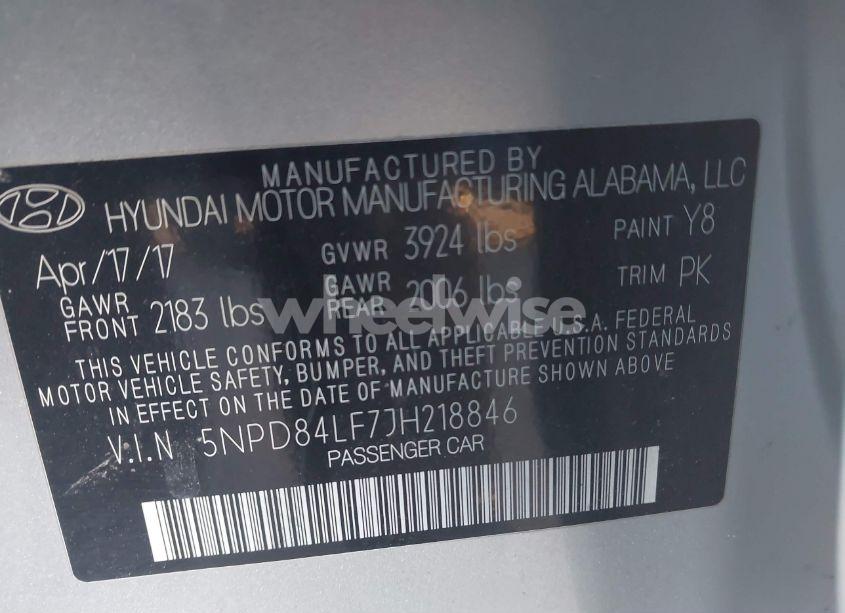 MANUFACTURED BY
HYUNDAI MOTOR MANUFACTURING ALABAMA, LLC
Apr/17/17 GVWR 3924 lbs PAINT Y8
GAWR FRONT 2183 lbs GAWR REAR 2006 lbs TRIM PK
wheelwise
THIS VEHICLE CONFORMS TO ALL APPLICABLE U.S.A. FEDERAL
MOTOR VEHICLE SAFETY, BUMPER, AND THEFT PREVENTION STANDARDS
IN EFFECT ON THE DATE OF MANUFACTURE SHOWN ABOVE
V.I.N 5NPD84LF7JH218846
PASSENGER CAR